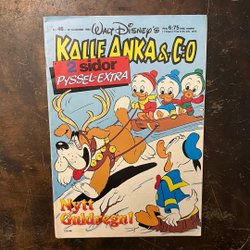 WALT DISNEY'S
KALLE ANKA & C:O
2 sidor
PYSSEL-EXTRA
Nytt
Guldregn!